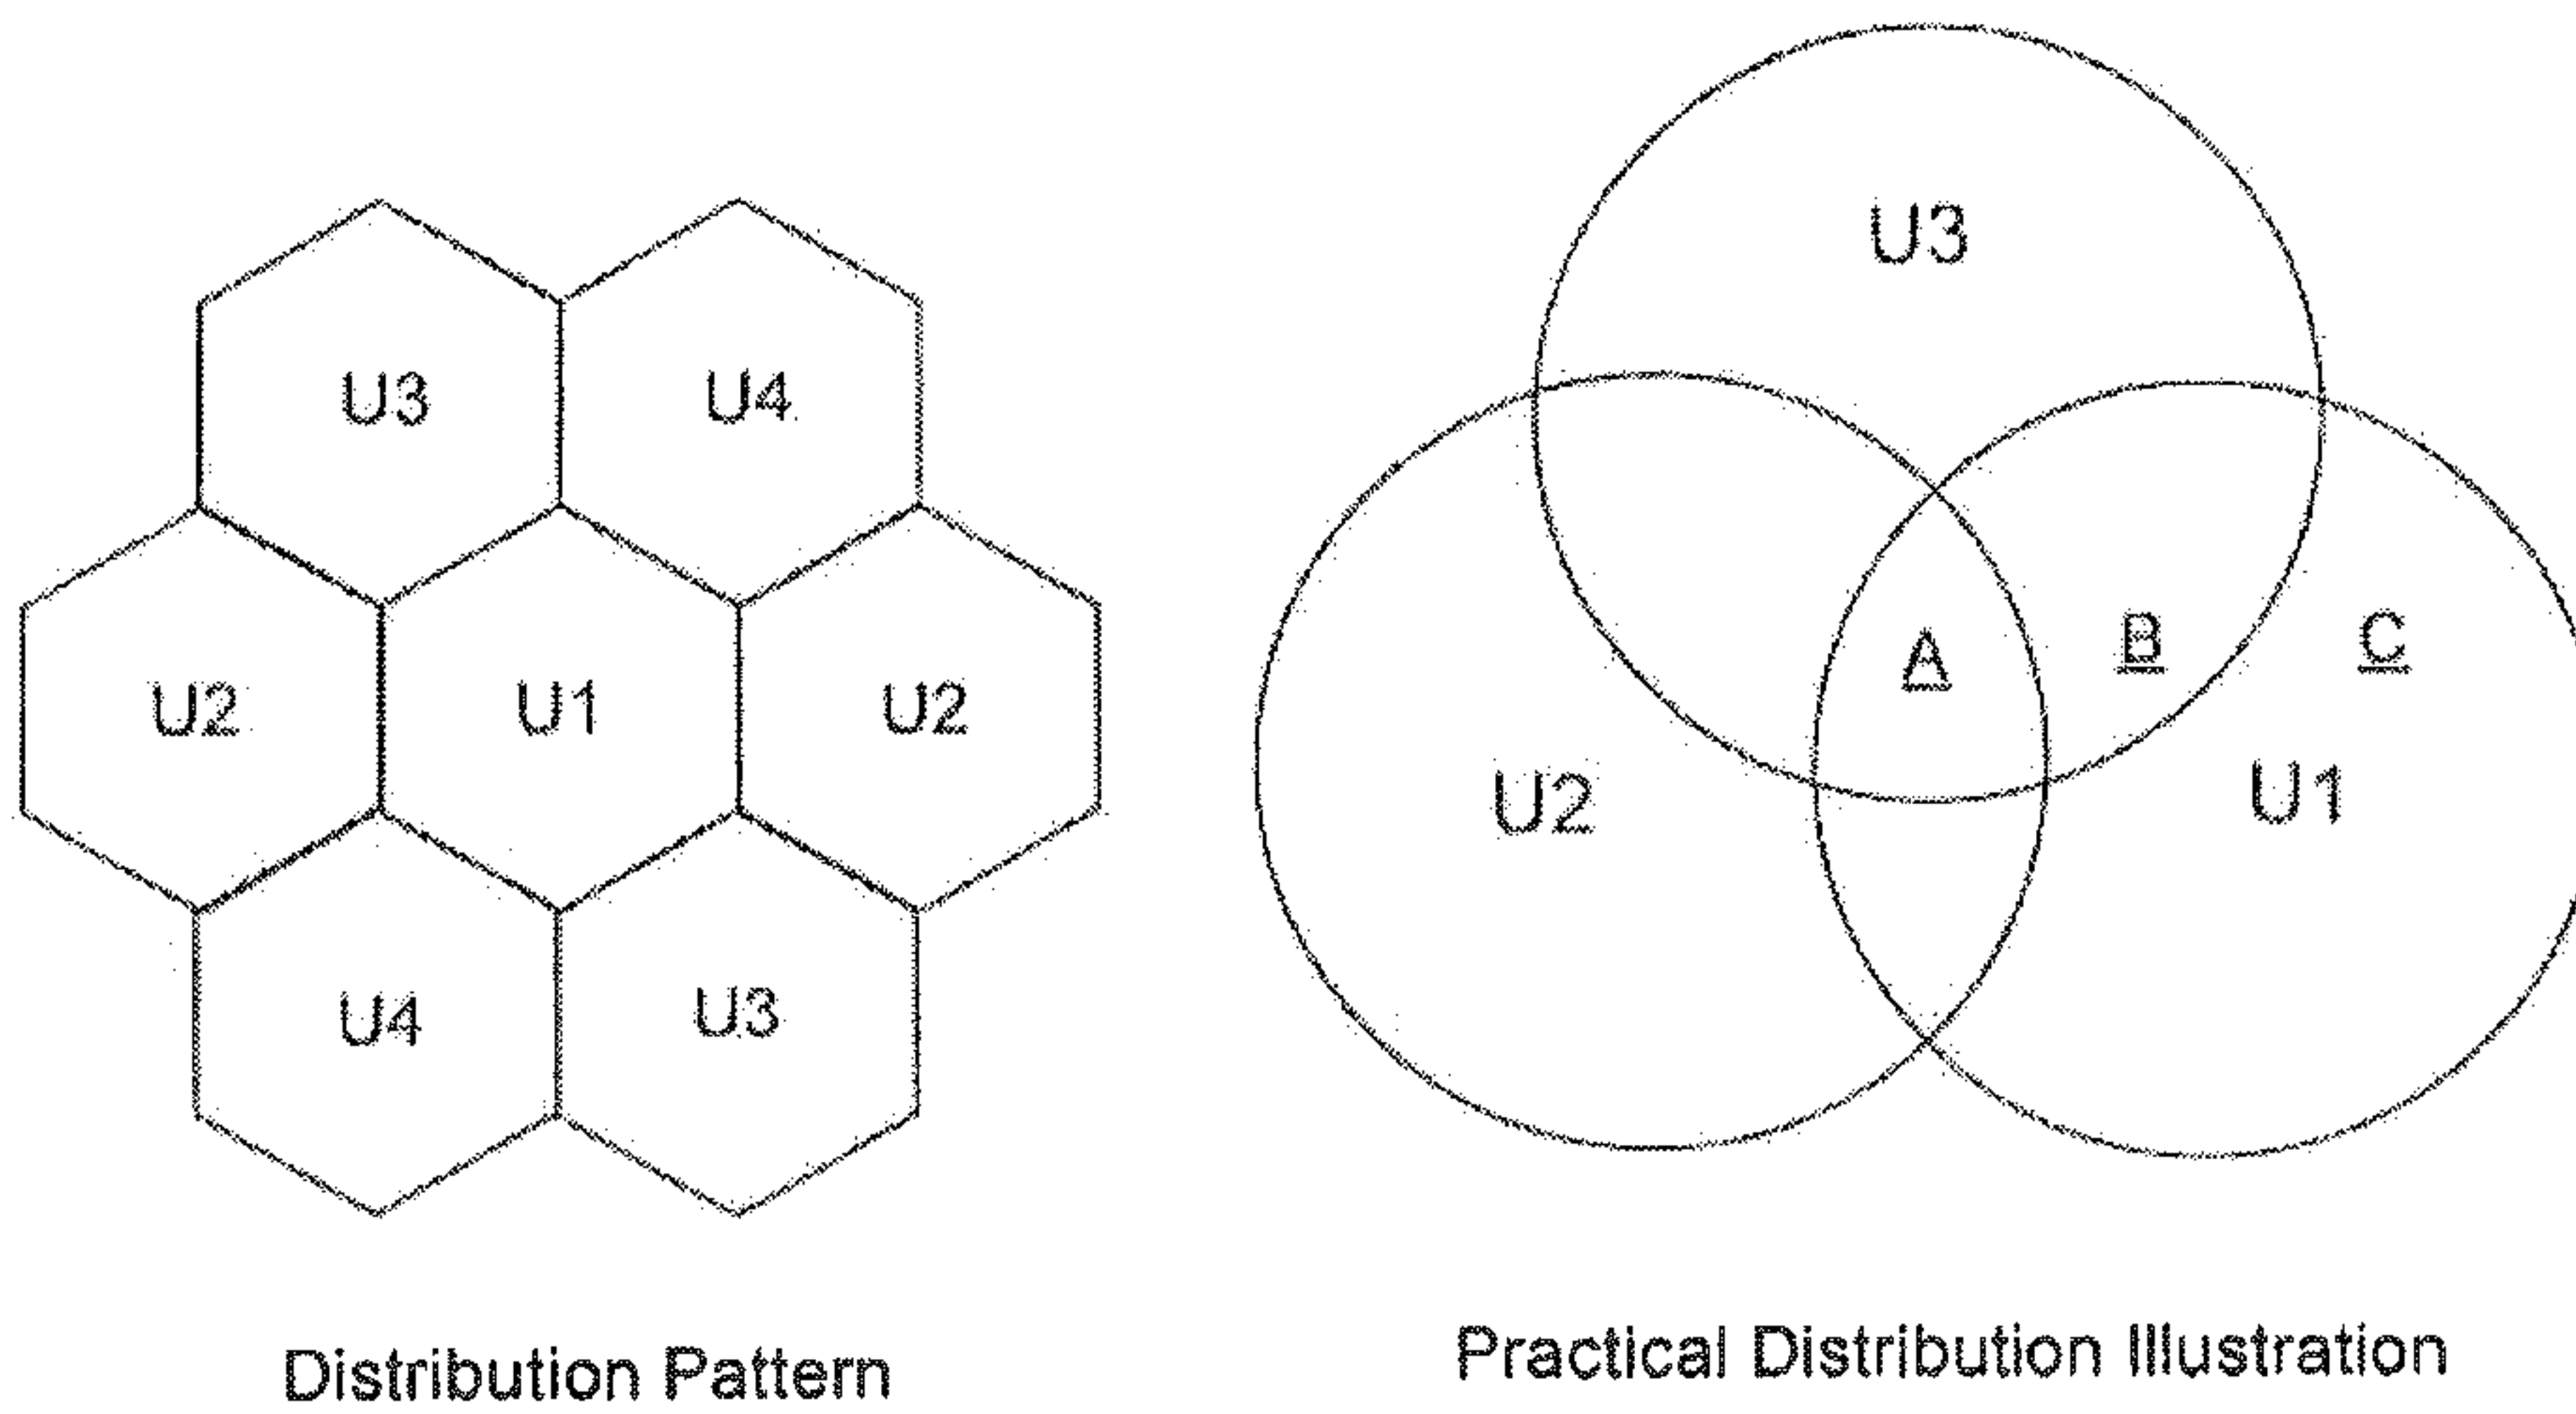 U3 U4
U2 U1 U2
U4 U3
Distribution Pattern
U3
A B C
U2 U1
Practical Distribution Illustration